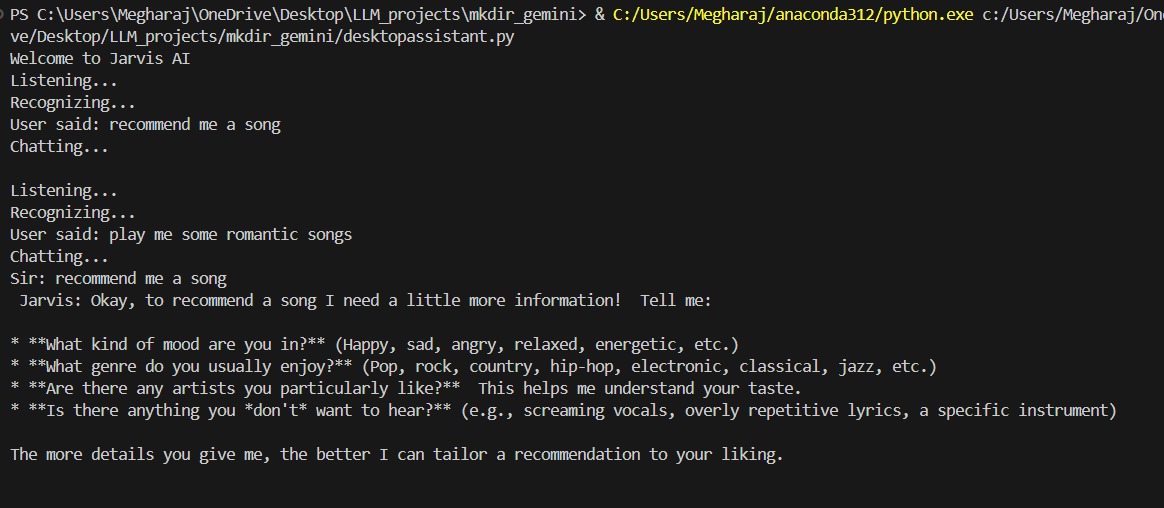 PS C:\Users\Megharaj\OneDrive\Desktop\LLM_projects\mkdir_gemini> & C:/Users/Megharaj/anaconda312/python.exe c:/Users/Megharaj/One
ve/Desktop/LLM_projects/mkdir_gemini/desktopassistant.py
Welcome to Jarvis AI
Listening...
Recognizing...
User said: recommend me a song
Chatting...
Listening...
Recognizing...
User said: play me some romantic songs
Chatting...
Sir: recommend me a song
Jarvis: Okay, to recommend a song I need a little more information!  Tell me:
* **What kind of mood are you in?** (Happy, sad, angry, relaxed, energetic, etc.)
* **What genre do you usually enjoy?** (Pop, rock, country, hip-hop, electronic, classical, jazz, etc.)
* **Are there any artists you particularly like?**  This helps me understand your taste.
* **Is there anything you *don't* want to hear?** (e.g., screaming vocals, overly repetitive lyrics, a specific instrument)
The more details you give me, the better I can tailor a recommendation to your liking.